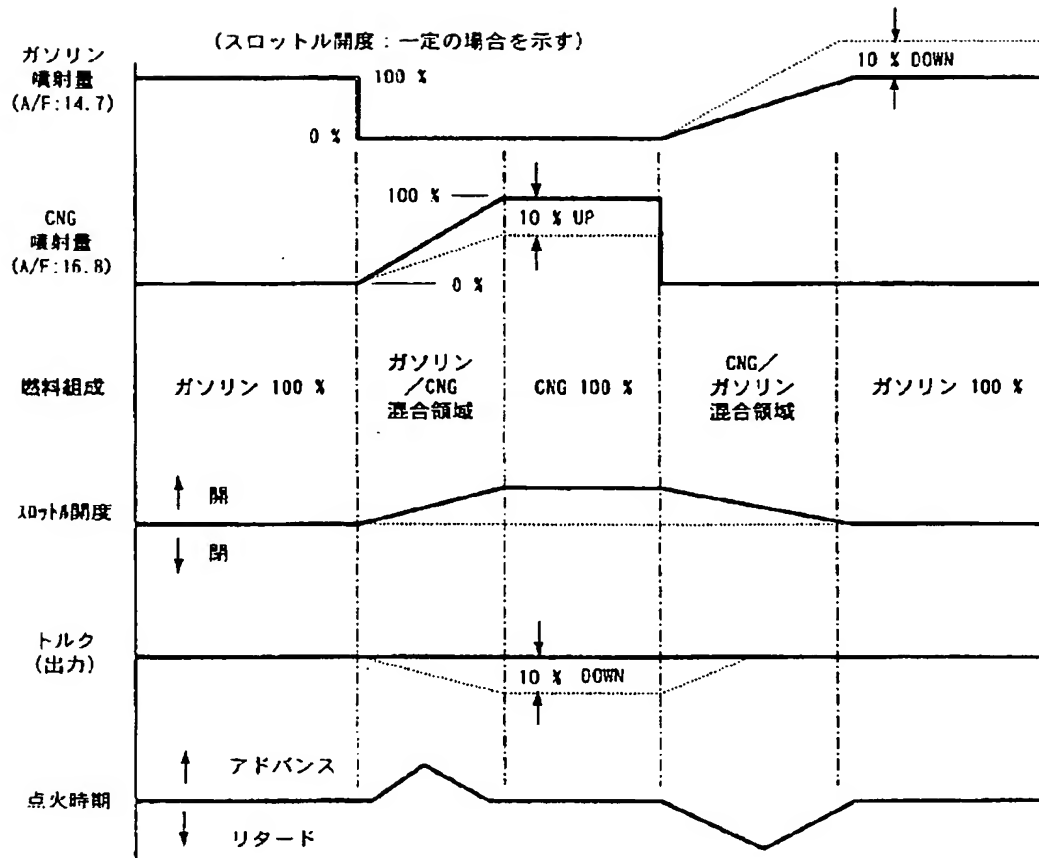 (スロットル開度:一定の場合を示す)
ガソリン
噴射量
(A/F:14.7)
100 %
0 %
10 % DOWN
CNG
噴射量
(A/F:16.8)
100 %
10 % UP
0 %
燃料組成
ガソリン 100 %
ガソリン
/CNG
混合領域
CNG 100 %
CNG/
ガソリン
混合領域
ガソリン 100 %
スロットル開度
開
閉
トルク
(出力)
10 % DOWN
点火時期
アドバンス
リタード